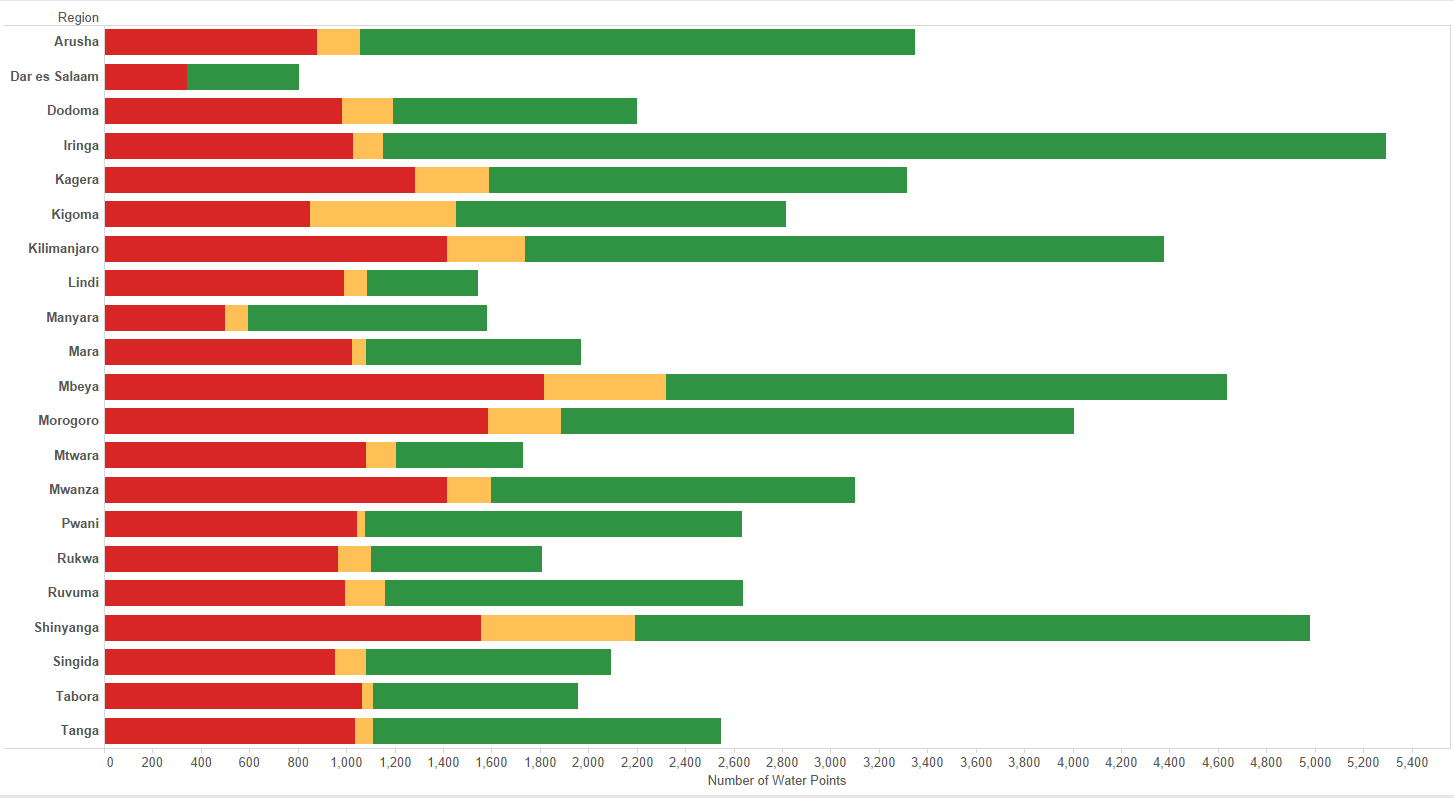 Region
Arusha
Dar es Salaam
Dodoma
Iringa
Kagera
Kigoma
Kilimanjaro
Lindi
Manyara
Mara
Mbeya
Morogoro
Mtwara
Mwanza
Pwani
Rukwa
Ruvuma
Shinyanga
Singida
Tabora
Tanga
0 200 400 600 800 1,000 1,200 1,400 1,600 1,800 2,000 2,200 2,400 2,600 2,800 3,000 3,200 3,400 3,600 3,800 4,000 4,200 4,400 4,600 4,800 5,000 5,200 5,400
Number of Water Points